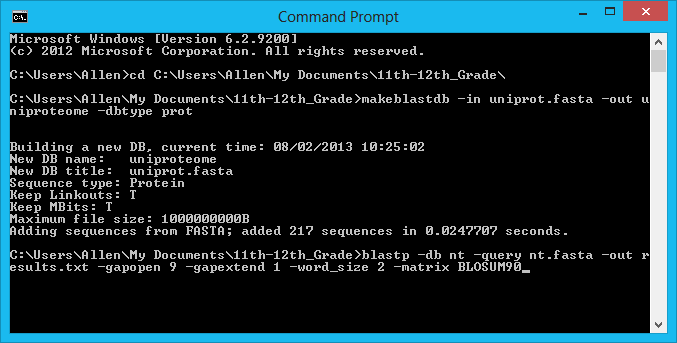 Command Prompt
Microsoft Windows [Version 6.2.9200]
(c) 2012 Microsoft Corporation. All rights reserved.
C:\Users\Allen>cd C:\Users\Allen\My Documents\11th-12th_Grade\
C:\Users\Allen\My Documents\11th-12th_Grade>makeblastdb -in uniprot.fasta -out u
niproteome -dbtype prot
Building a new DB, current time: 08/02/2013 10:25:02
New DB name:   uniproteome
New DB title:  uniprot.fasta
Sequence type: Protein
Keep Linkouts: T
Keep MBits: T
Maximum file size: 1000000000B
Adding sequences from FASTA; added 217 sequences in 0.0247707 seconds.
C:\Users\Allen\My Documents\11th-12th_Grade>blastp -db nt -query nt.fasta -out r
esults.txt -gapopen 9 -gapextend 1 -word_size 2 -matrix BLOSUM90_